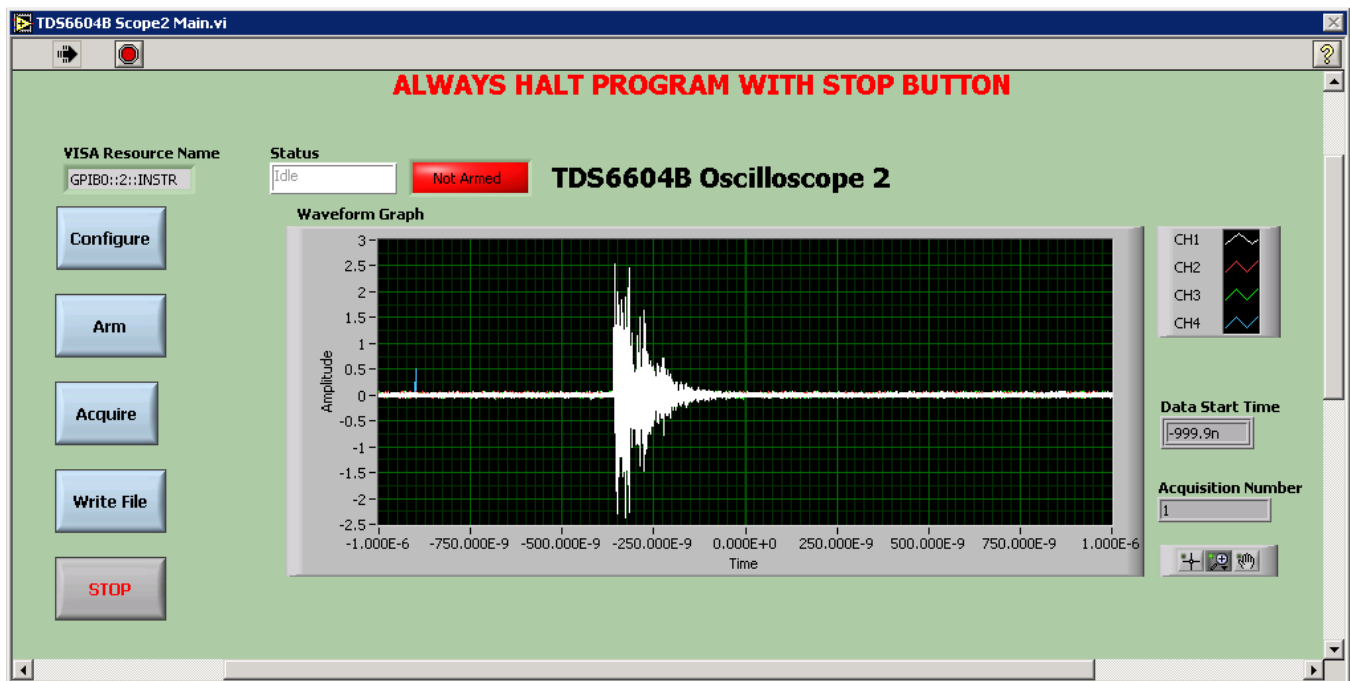 TDS6604B Scope2 Main.vi
ALWAYS HALT PROGRAM WITH STOP BUTTON
VISA Resource Name
GPIB0::2::INSTR
Status
Idle
Not Armed
TDS6604B Oscilloscope 2
Configure
Arm
Acquire
Write File
STOP
Waveform Graph
Amplitude
3
2.5
2
1.5
1
0.5
0
-0.5
-1
-1.5
-2
-2.5
-1.000E-6 -750.000E-9 -500.000E-9 -250.000E-9 0.000E+0 250.000E-9 500.000E-9 750.000E-9 1.000E-6
Time
CH1
CH2
CH3
CH4
Data Start Time
-999.9n
Acquisition Number
1